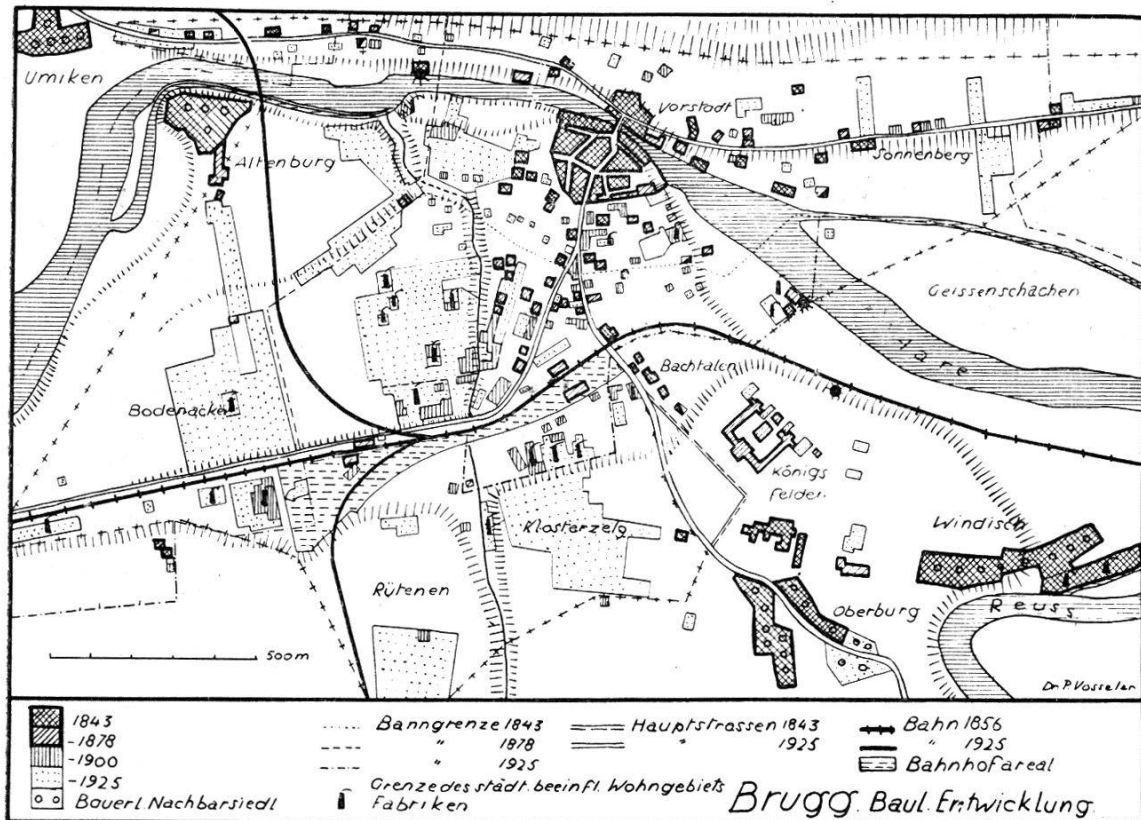 Umiken
Vorstadt
Altenburg
Sonnenberg
Geissenschachen
Aare
Bachtalen
Bodenacker
Königs
felden
Klosterzelg
Windisch
Rütenen
Oberburg
Reuss
500m
Dr. P. Vosseler
1843
-1878
-1900
-1925
Bäuerl. Nachbarsiedl
Banngrenze 1843
" 1878
" 1925
Grenze des städt. beeinfl. Wohngebiets
Fabriken
Hauptstrassen 1843
" 1925
Bahn 1856
" 1925
Bahnhofareal
Brugg. Baul. Entwicklung.